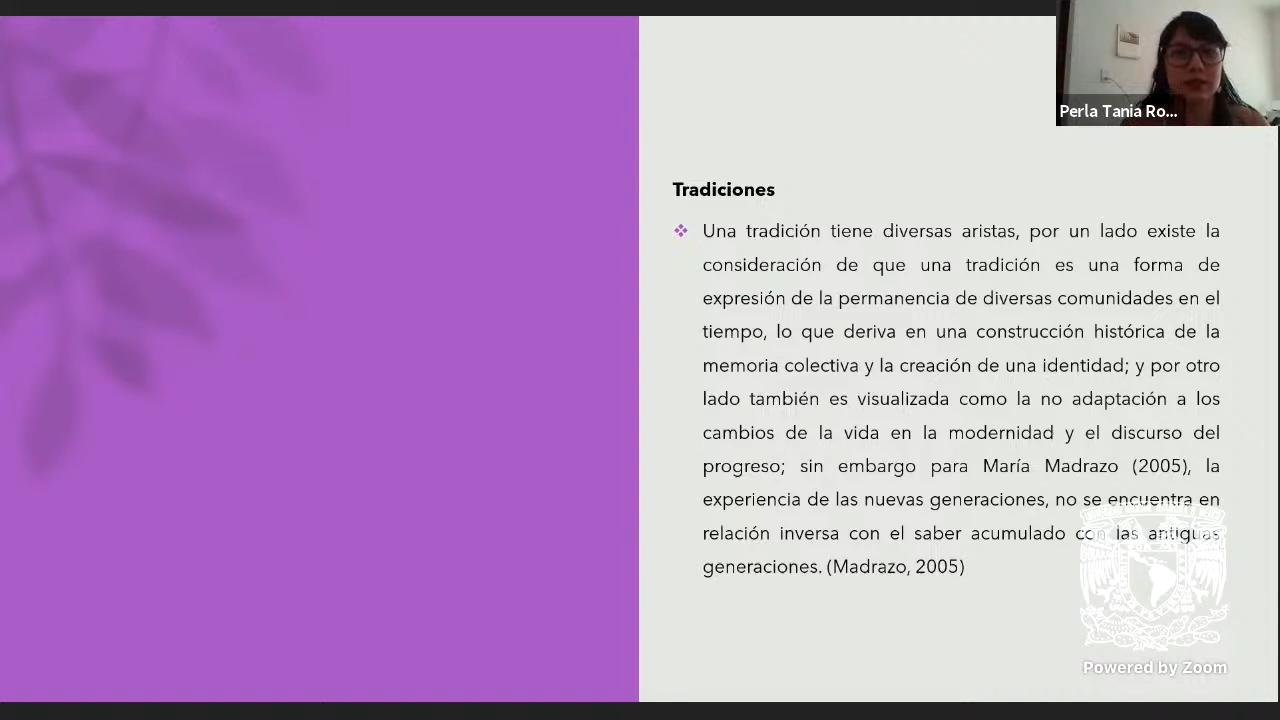 Perla Tania Ro...
Tradiciones
Una tradición tiene diversas aristas, por un lado existe la
consideración de que una tradición es una forma de
expresión de la permanencia de diversas comunidades en el
tiempo, lo que deriva en una construcción histórica de la
memoria colectiva y la creación de una identidad; y por otro
lado también es visualizada como la no adaptación a los
cambios de la vida en la modernidad y el discurso del
progreso; sin embargo para María Madrazo (2005), la
experiencia de las nuevas generaciones, no se encuentra en
relación inversa con el saber acumulado con las antiguas
generaciones. (Madrazo, 2005)
Powered by Zoom